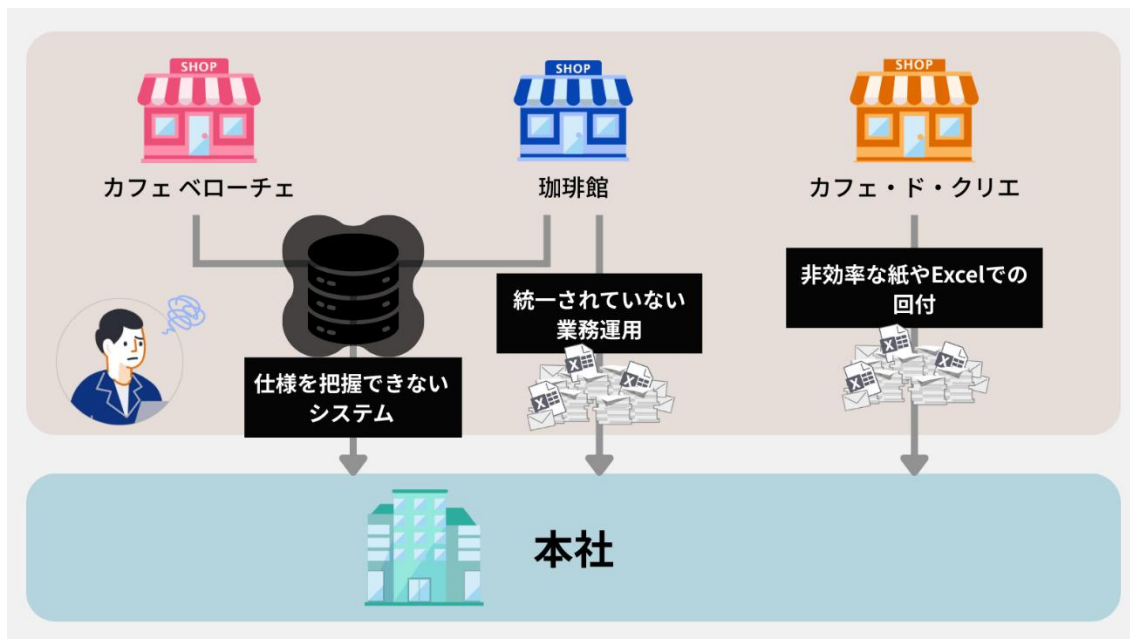 SHOP
SHOP
SHOP
カフェ ベローチェ
珈琲館
カフェ・ド・クリエ
仕様を把握できない
システム
統一されていない
業務運用
非効率な紙やExcelでの
回付
本社